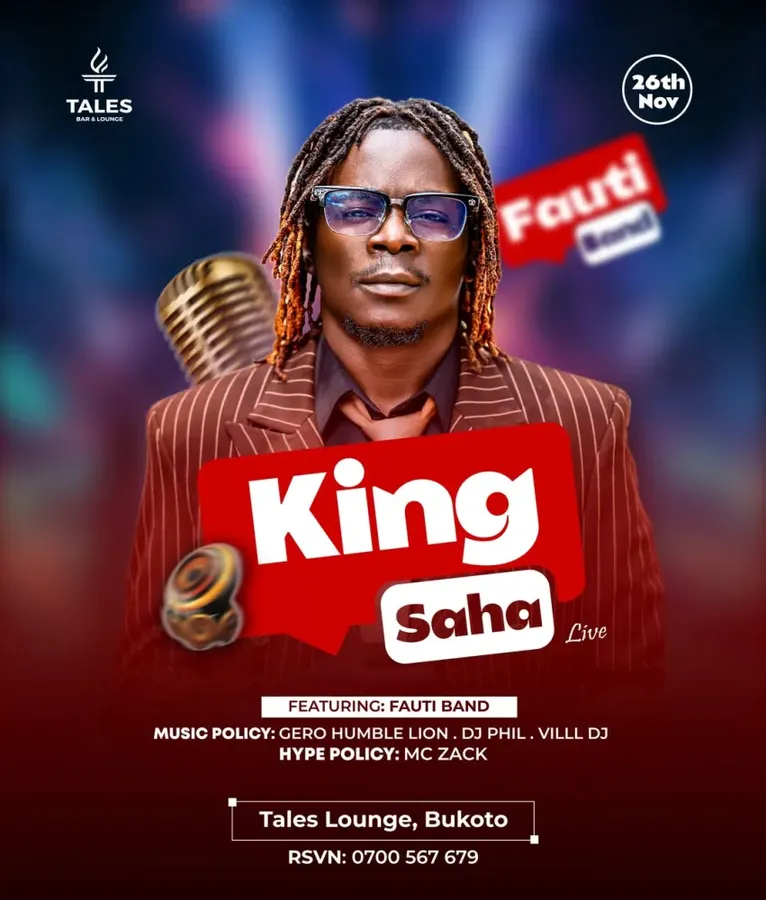 TALES
BAR & LOUNGE
26th
Nov
Fauti
Band
King
Saha
Live
FEATURING: FAUTI BAND
MUSIC POLICY: GERO HUMBLE LION . DJ PHIL . VILLL DJ
HYPE POLICY: MC ZACK
Tales Lounge, Bukoto
RSVN: 0700 567 679